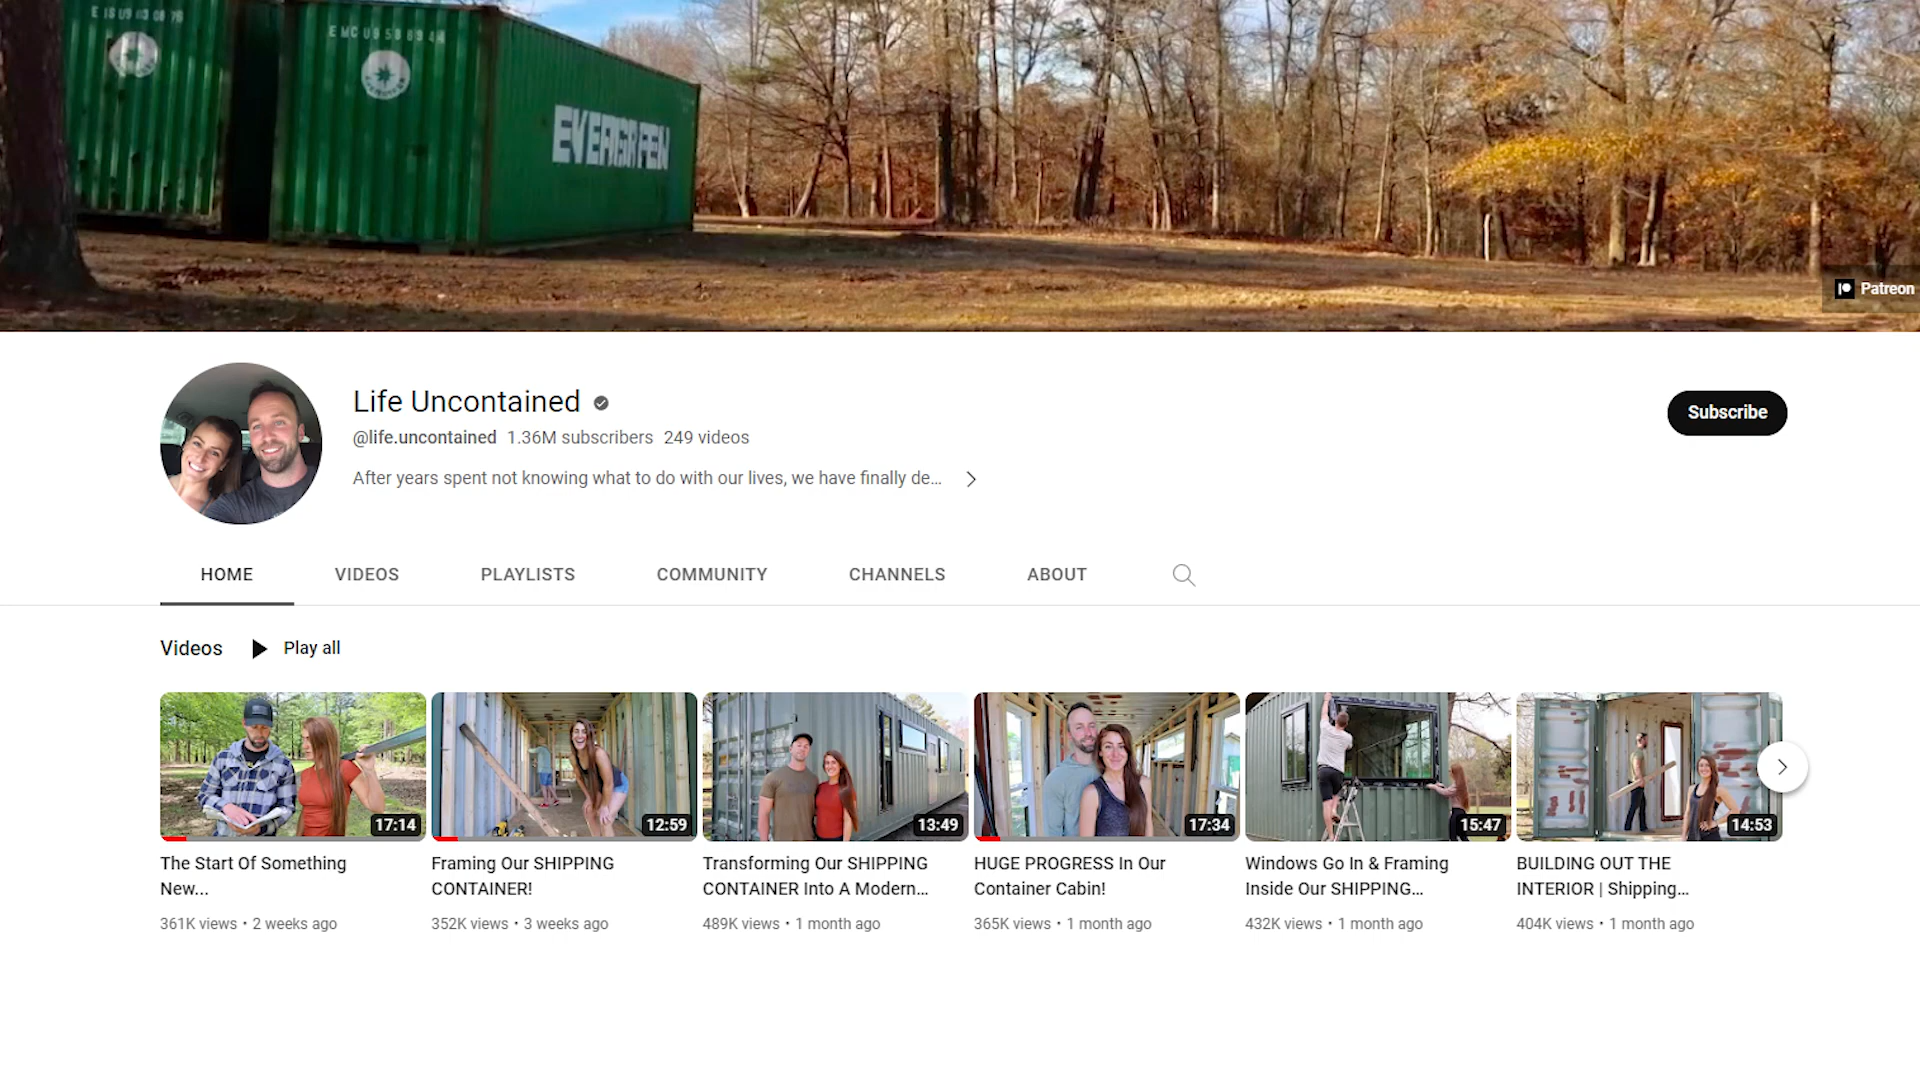 EMCU9588944
EVERGREEN
Patreon
Life Uncontained
@life.uncontained 1.36M subscribers 249 videos
After years spent not knowing what to do with our lives, we have finally de...
Subscribe
HOME VIDEOS PLAYLISTS COMMUNITY CHANNELS ABOUT
Videos Play all
17:14
12:59
13:49
17:34
15:47
14:53
The Start Of Something
New...
361K views • 2 weeks ago
Framing Our SHIPPING
CONTAINER!
352K views • 3 weeks ago
Transforming Our SHIPPING
CONTAINER Into A Modern...
489K views • 1 month ago
HUGE PROGRESS In Our
Container Cabin!
365K views • 1 month ago
Windows Go In & Framing
Inside Our SHIPPING...
432K views • 1 month ago
BUILDING OUT THE
INTERIOR | Shipping...
404K views • 1 month ago